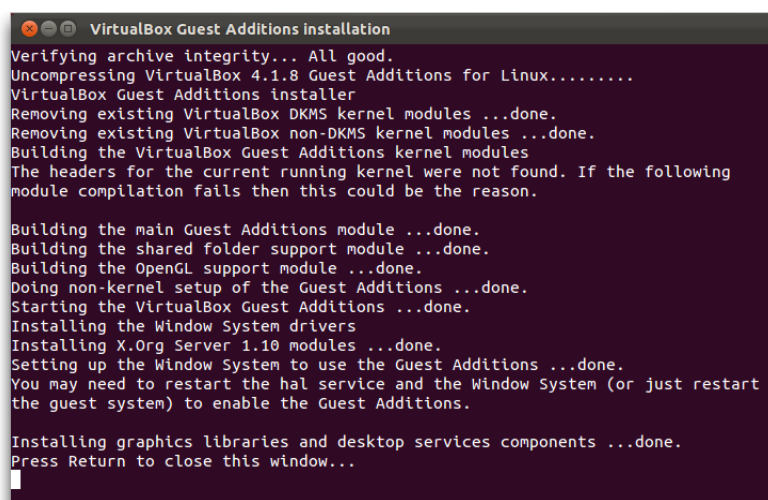 VirtualBox Guest Additions installation
Verifying archive integrity... All good.
Uncompressing VirtualBox 4.1.8 Guest Additions for Linux.........
VirtualBox Guest Additions installer
Removing existing VirtualBox DKMS kernel modules ...done.
Removing existing VirtualBox non-DKMS kernel modules ...done.
Building the VirtualBox Guest Additions kernel modules
The headers for the current running kernel were not found. If the following
module compilation fails then this could be the reason.

Building the main Guest Additions module ...done.
Building the shared folder support module ...done.
Building the OpenGL support module ...done.
Doing non-kernel setup of the Guest Additions ...done.
Starting the VirtualBox Guest Additions ...done.
Installing the Window System drivers
Installing X.Org Server 1.10 modules ...done.
Setting up the Window System to use the Guest Additions ...done.
You may need to restart the hal service and the Window System (or just restart
the guest system) to enable the Guest Additions.

Installing graphics libraries and desktop services components ...done.
Press Return to close this window...